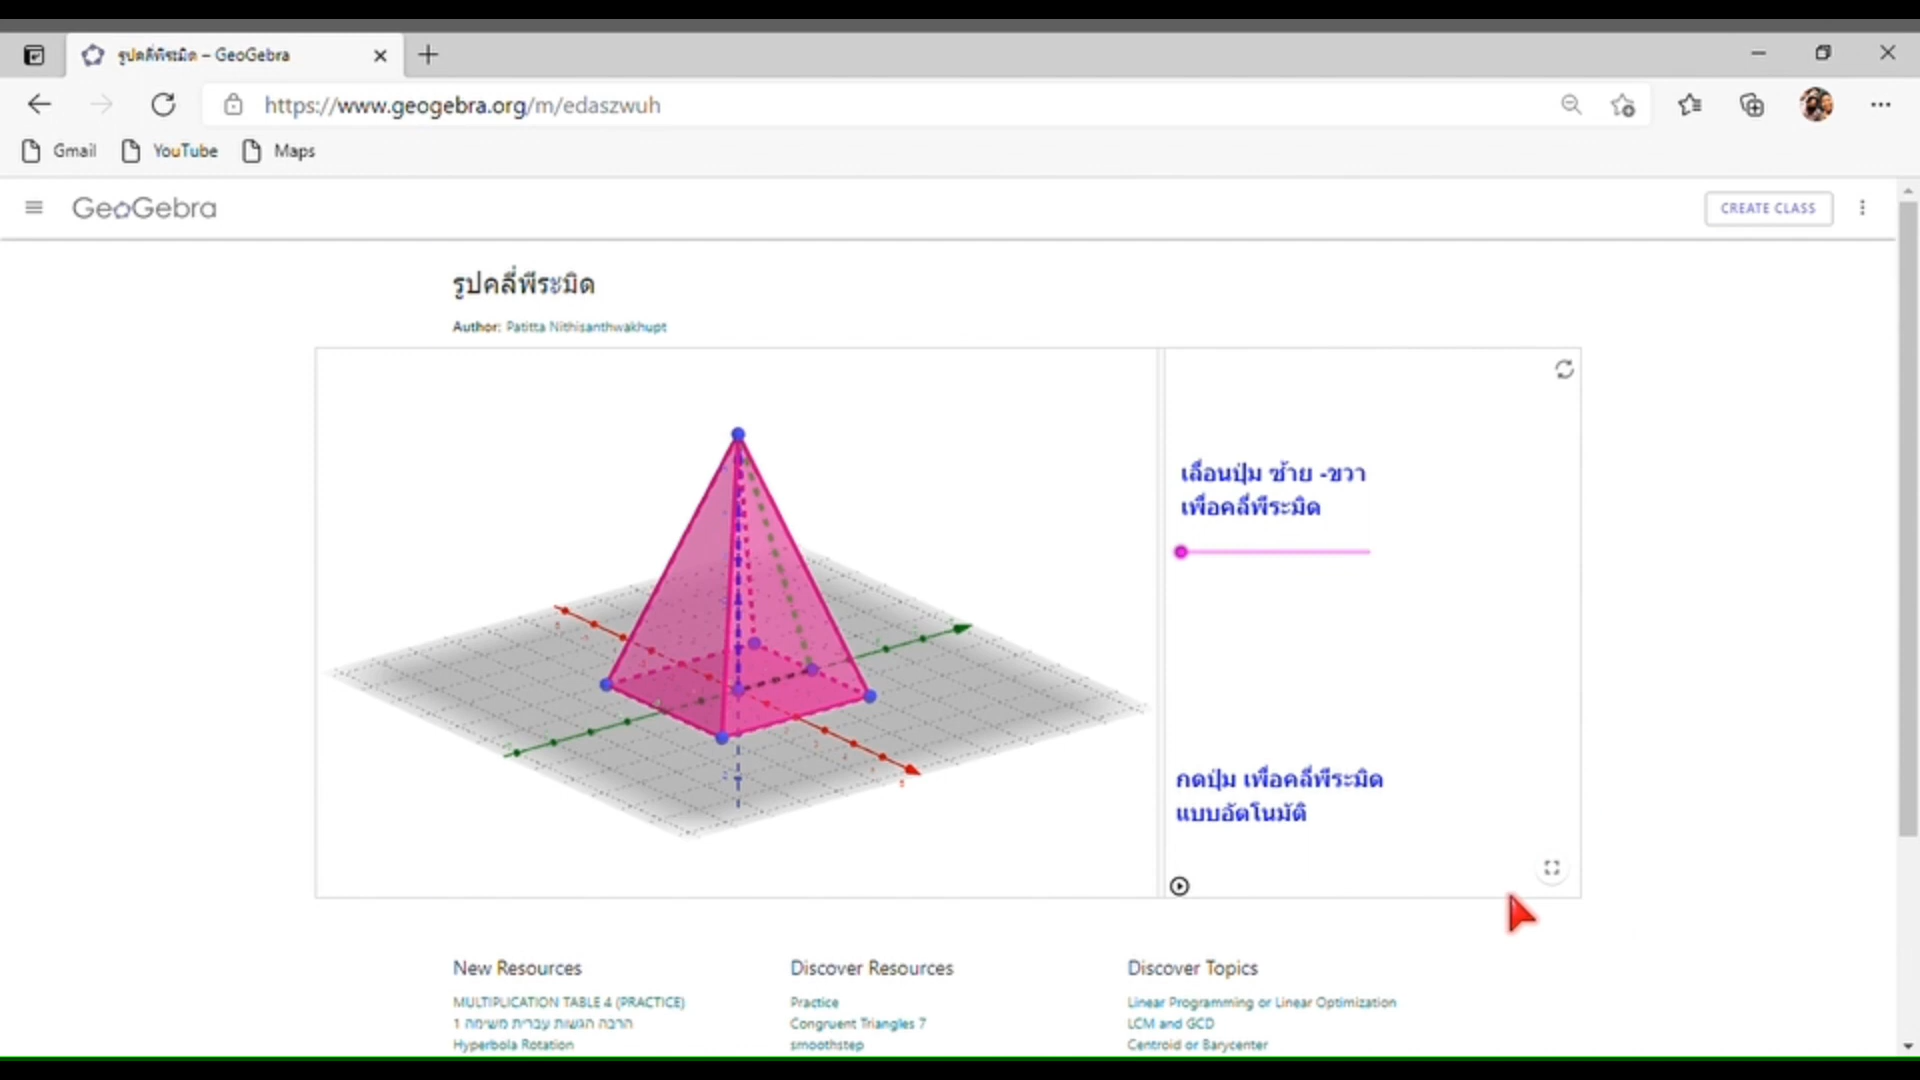 รูปคลี่พีระมิด – GeoGebra
https://www.geogebra.org/m/edaszwuh
Gmail
YouTube
Maps
GeoGebra
CREATE CLASS
รูปคลี่พีระมิด
Author: Patitta Nithisanthwakhupt
เลื่อนปุ่ม ซ้าย -ขวา
เพื่อคลี่พีระมิด
กดปุ่ม เพื่อคลี่พีระมิด
แบบอัตโนมัติ
New Resources
MULTIPLICATION TABLE 4 (PRACTICE)
הרבה הגשות עברית משימה 1
Hyperbola Rotation
Discover Resources
Practice
Congruent Triangles 7
smoothstep
Discover Topics
Linear Programming or Linear Optimization
LCM and GCD
Centroid or Barycenter